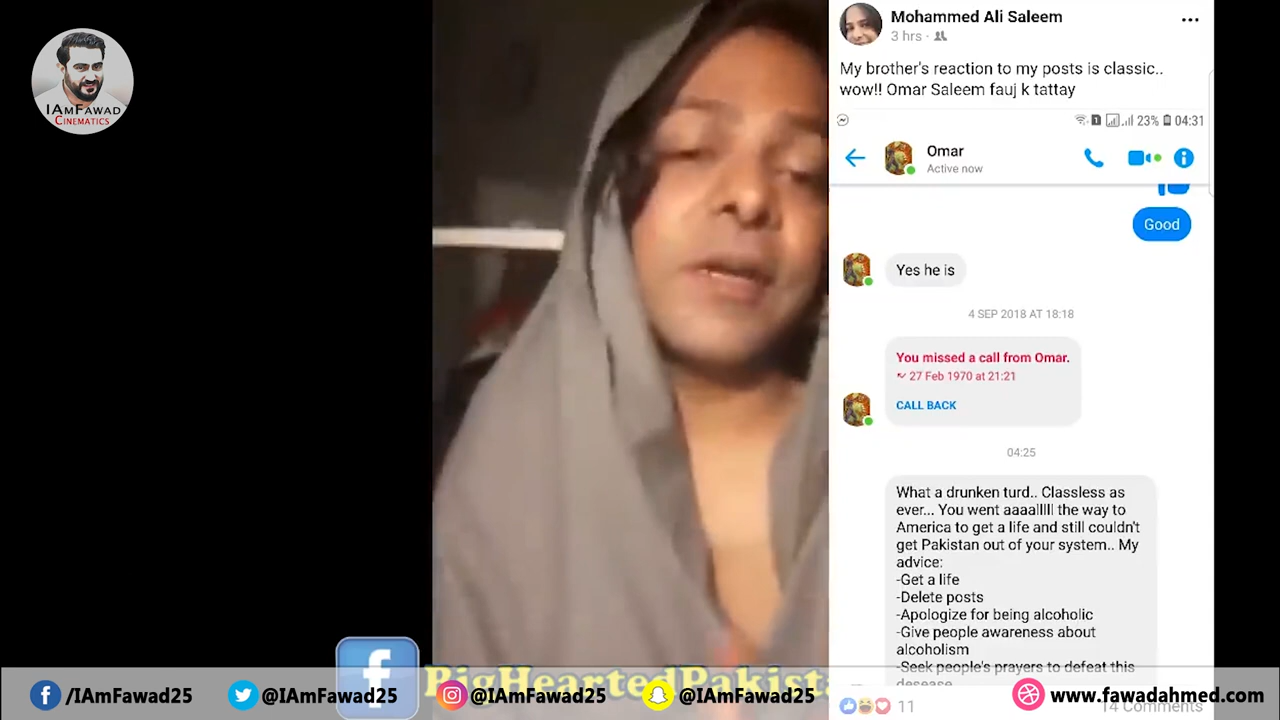 IAmFawad
Cinematics
Mohammed Ali Saleem
3 hrs
My brother's reaction to my posts is classic..
wow!! Omar Saleem fauj k tattay
23% 04:31
Omar
Active now
Good
Yes he is
4 SEP 2018 AT 18:18
You missed a call from Omar.
27 Feb 1970 at 21:21
CALL BACK
04:25
What a drunken turd.. Classless as
ever... You went aaaalllll the way to
America to get a life and still couldn't
get Pakistan out of your system.. My
advice:
-Get a life
-Delete posts
-Apologize for being alcoholic
-Give people awareness about
alcoholism
-Seek people's prayers to defeat this
desease
11
14 Comments
BigHeartedPakista
/IAmFawad25
@IAmFawad25
@IAmFawad25
@IAmFawad25
www.fawadahmed.com